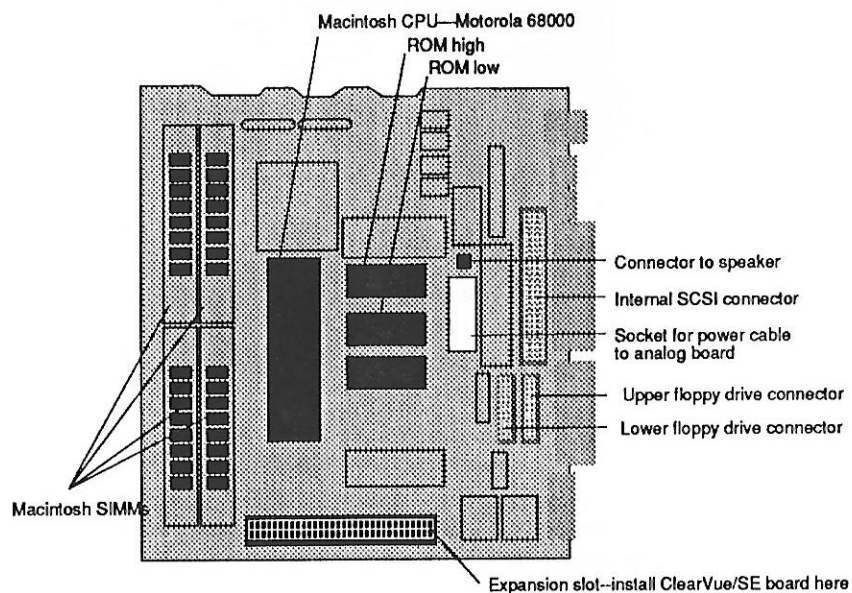 Macintosh CPU—Motorola 68000
ROM high
ROM low
Connector to speaker
Internal SCSI connector
Socket for power cable
to analog board
Upper floppy drive connector
Lower floppy drive connector
Macintosh SIMMs
Expansion slot--install ClearVue/SE board here